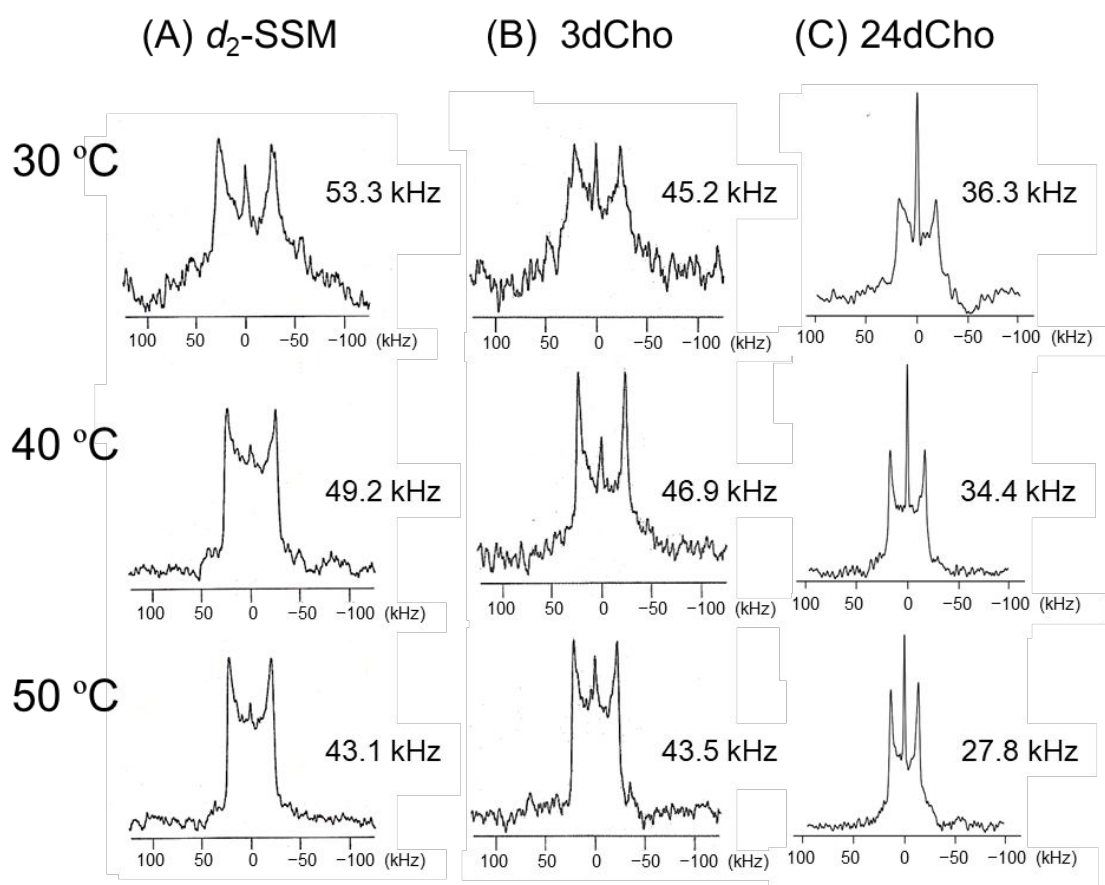 (A) d2-SSM (B) 3dCho (C) 24dCho
30 ºC
53.3 kHz 45.2 kHz 36.3 kHz
100 50 0 −50 −100 (kHz) 100 50 0 −50 −100 (kHz) 100 50 0 −50 −100 (kHz)
40 ºC
49.2 kHz 46.9 kHz 34.4 kHz
100 50 0 −50 −100 (kHz) 100 50 0 −50 −100 (kHz) 100 50 0 −50 −100 (kHz)
50 ºC
43.1 kHz 43.5 kHz 27.8 kHz
100 50 0 −50 −100 (kHz) 100 50 0 −50 −100 (kHz) 100 50 0 −50 −100 (kHz)